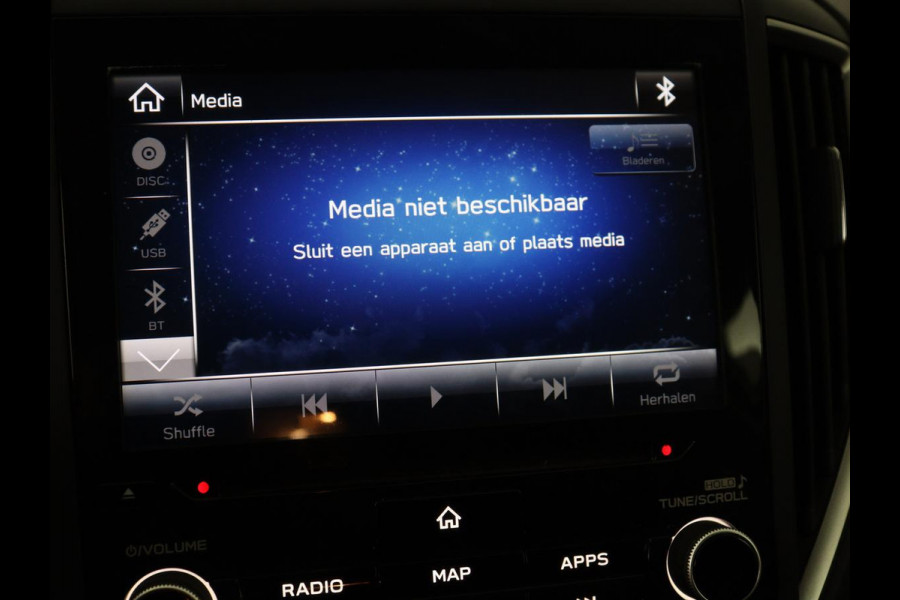 Media
Bladeren
DISC
USB
BT
Media niet beschikbaar
Sluit een apparaat aan of plaats media
Shuffle
Herhalen
HOLD
TUNE/SCROLL
/VOLUME
RADIO
MAP
APPS